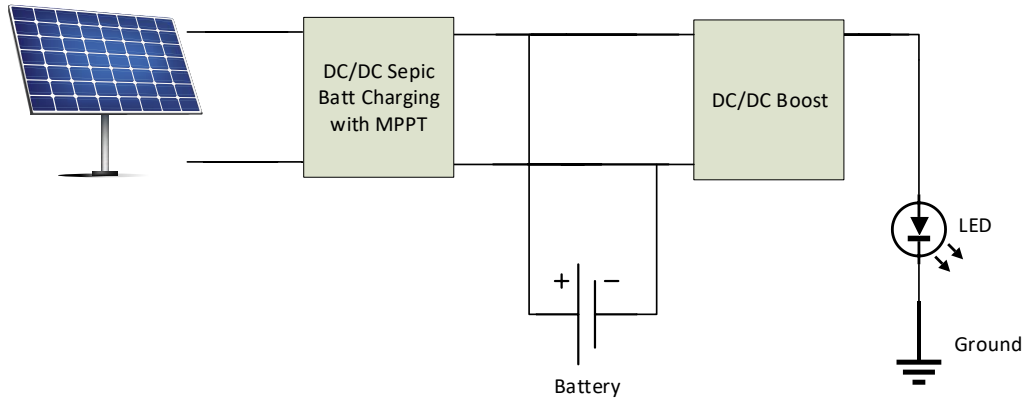 DC/DC Sepic
Batt Charging
with MPPT
DC/DC Boost
LED
+ −
Ground
Battery